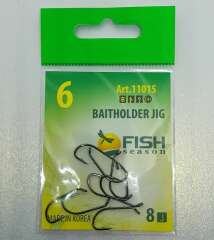 Art.11015
6
BAITHOLDER JIG
FISH
season
MADE IN KOREA
8